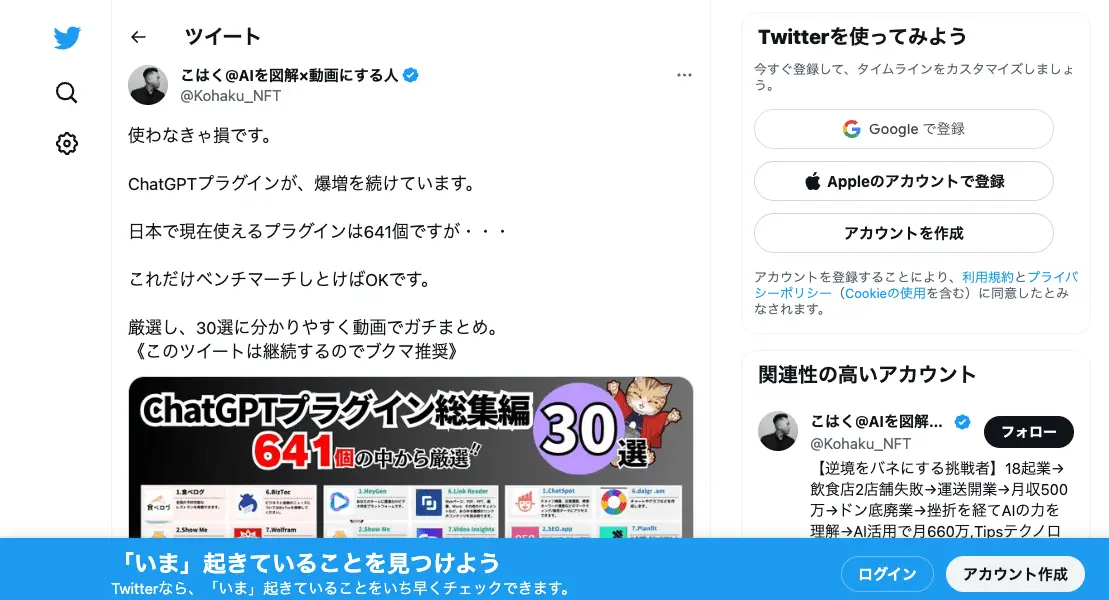 ツイート
こはく@AIを図解×動画にする人
@Kohaku_NFT
使わなきゃ損です。
ChatGPTプラグインが、爆増を続けています。
日本で現在使えるプラグインは641個ですが・・・
これだけベンチマーチしとけばOKです。
厳選し、30選に分かりやすく動画でガチまとめ。
《このツイートは継続するのでブクマ推奨》
ChatGPTプラグイン総集編
641個の中から厳選
30選
1.食べログ
6.BizToc
1.HeyGen
6.Link Reader
1.ChatSpot
6.daigr.am
食べログ
2.Show Me
7.Wolfram
2.Show Me
7.Video Insights
2.SEO.app
7.Planfit
Twitterを使ってみよう
今すぐ登録して、タイムラインをカスタマイズしましょ
う。
Google で登録
Appleのアカウントで登録
アカウントを作成
アカウントを登録することにより、利用規約とプライバ
シーポリシー（Cookieの使用を含む）に同意したとみ
なされます。
関連性の高いアカウント
こはく@AIを図解...
@Kohaku_NFT
フォロー
【逆境をバネにする挑戦者】18起業→
飲食店2店舗失敗→運送開業→月収500
万→ドン底廃業→挫折を経てAIの力を
理解→AI活用で月660万,Tipsテクノロ
「いま」起きていることを見つけよう
Twitterなら、「いま」起きていることをいち早くチェックできます。
ログイン
アカウント作成